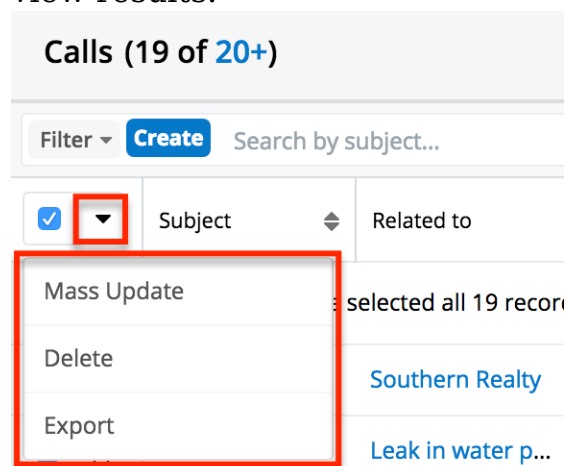 Calls (19 of 20+)
Filter Create Search by subject...
Subject Related to
Mass Update
selected all 19
Delete
Southern Realty
Export
Leak in water p...